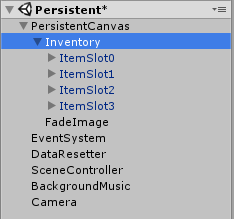 Persistent*
PersistentCanvas
Inventory
ItemSlot0
ItemSlot1
ItemSlot2
ItemSlot3
FadeImage
EventSystem
DataResetter
SceneController
BackgroundMusic
Camera